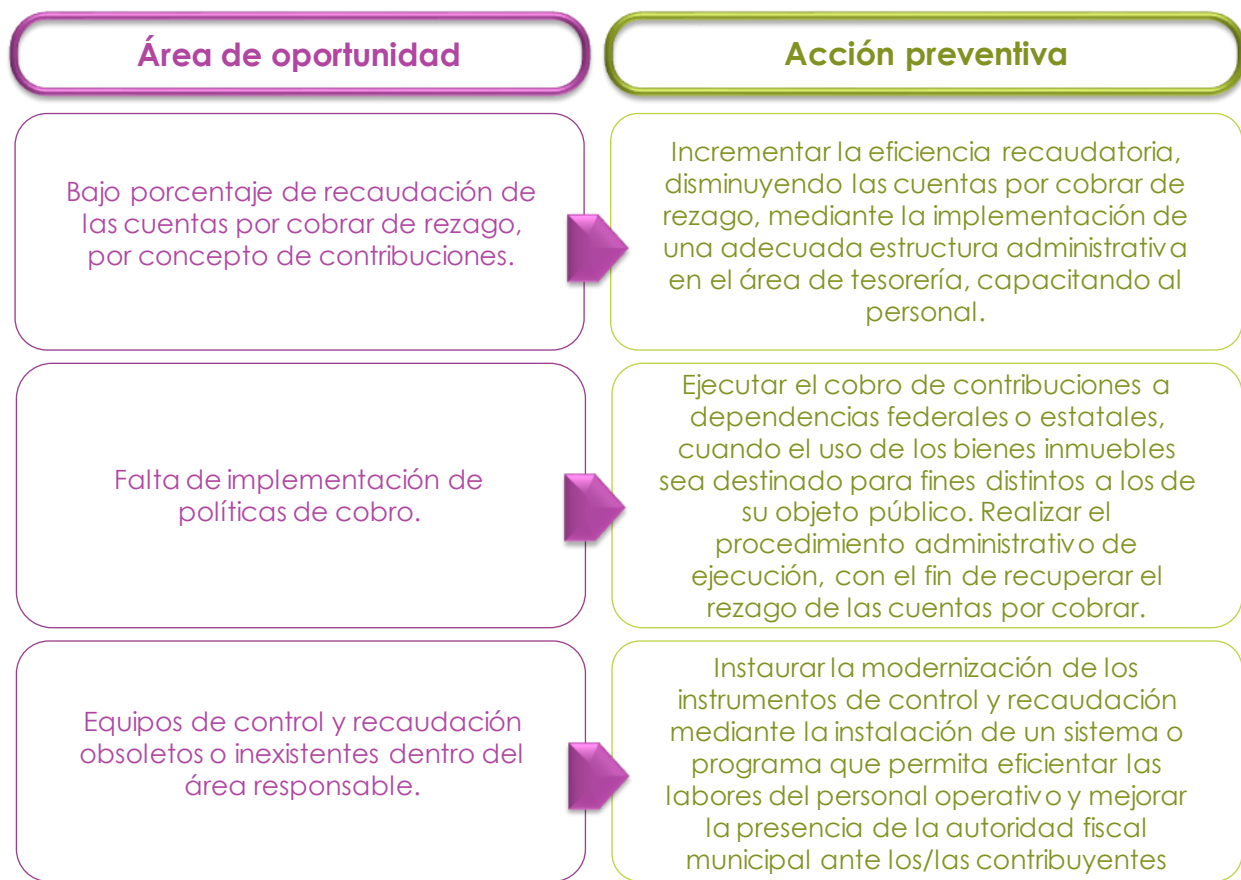 Área de oportunidad
Acción preventiva
Bajo porcentaje de recaudación de
las cuentas por cobrar de rezago,
por concepto de contribuciones.
Incrementar la eficiencia recaudatoria,
disminuyendo las cuentas por cobrar de
rezago, mediante la implementación de
una adecuada estructura administrativa
en el área de tesorería, capacitando al
personal.
Falta de implementación de
políticas de cobro.
Ejecutar el cobro de contribuciones a
dependencias federales o estatales,
cuando el uso de los bienes inmuebles
sea destinado para fines distintos a los de
su objeto público. Realizar el
procedimiento administrativo de
ejecución, con el fin de recuperar el
rezago de las cuentas por cobrar.
Equipos de control y recaudación
obsoletos o inexistentes dentro del
área responsable.
Instaurar la modernización de los
instrumentos de control y recaudación
mediante la instalación de un sistema o
programa que permita eficientar las
labores del personal operativo y mejorar
la presencia de la autoridad fiscal
municipal ante los/las contribuyentes